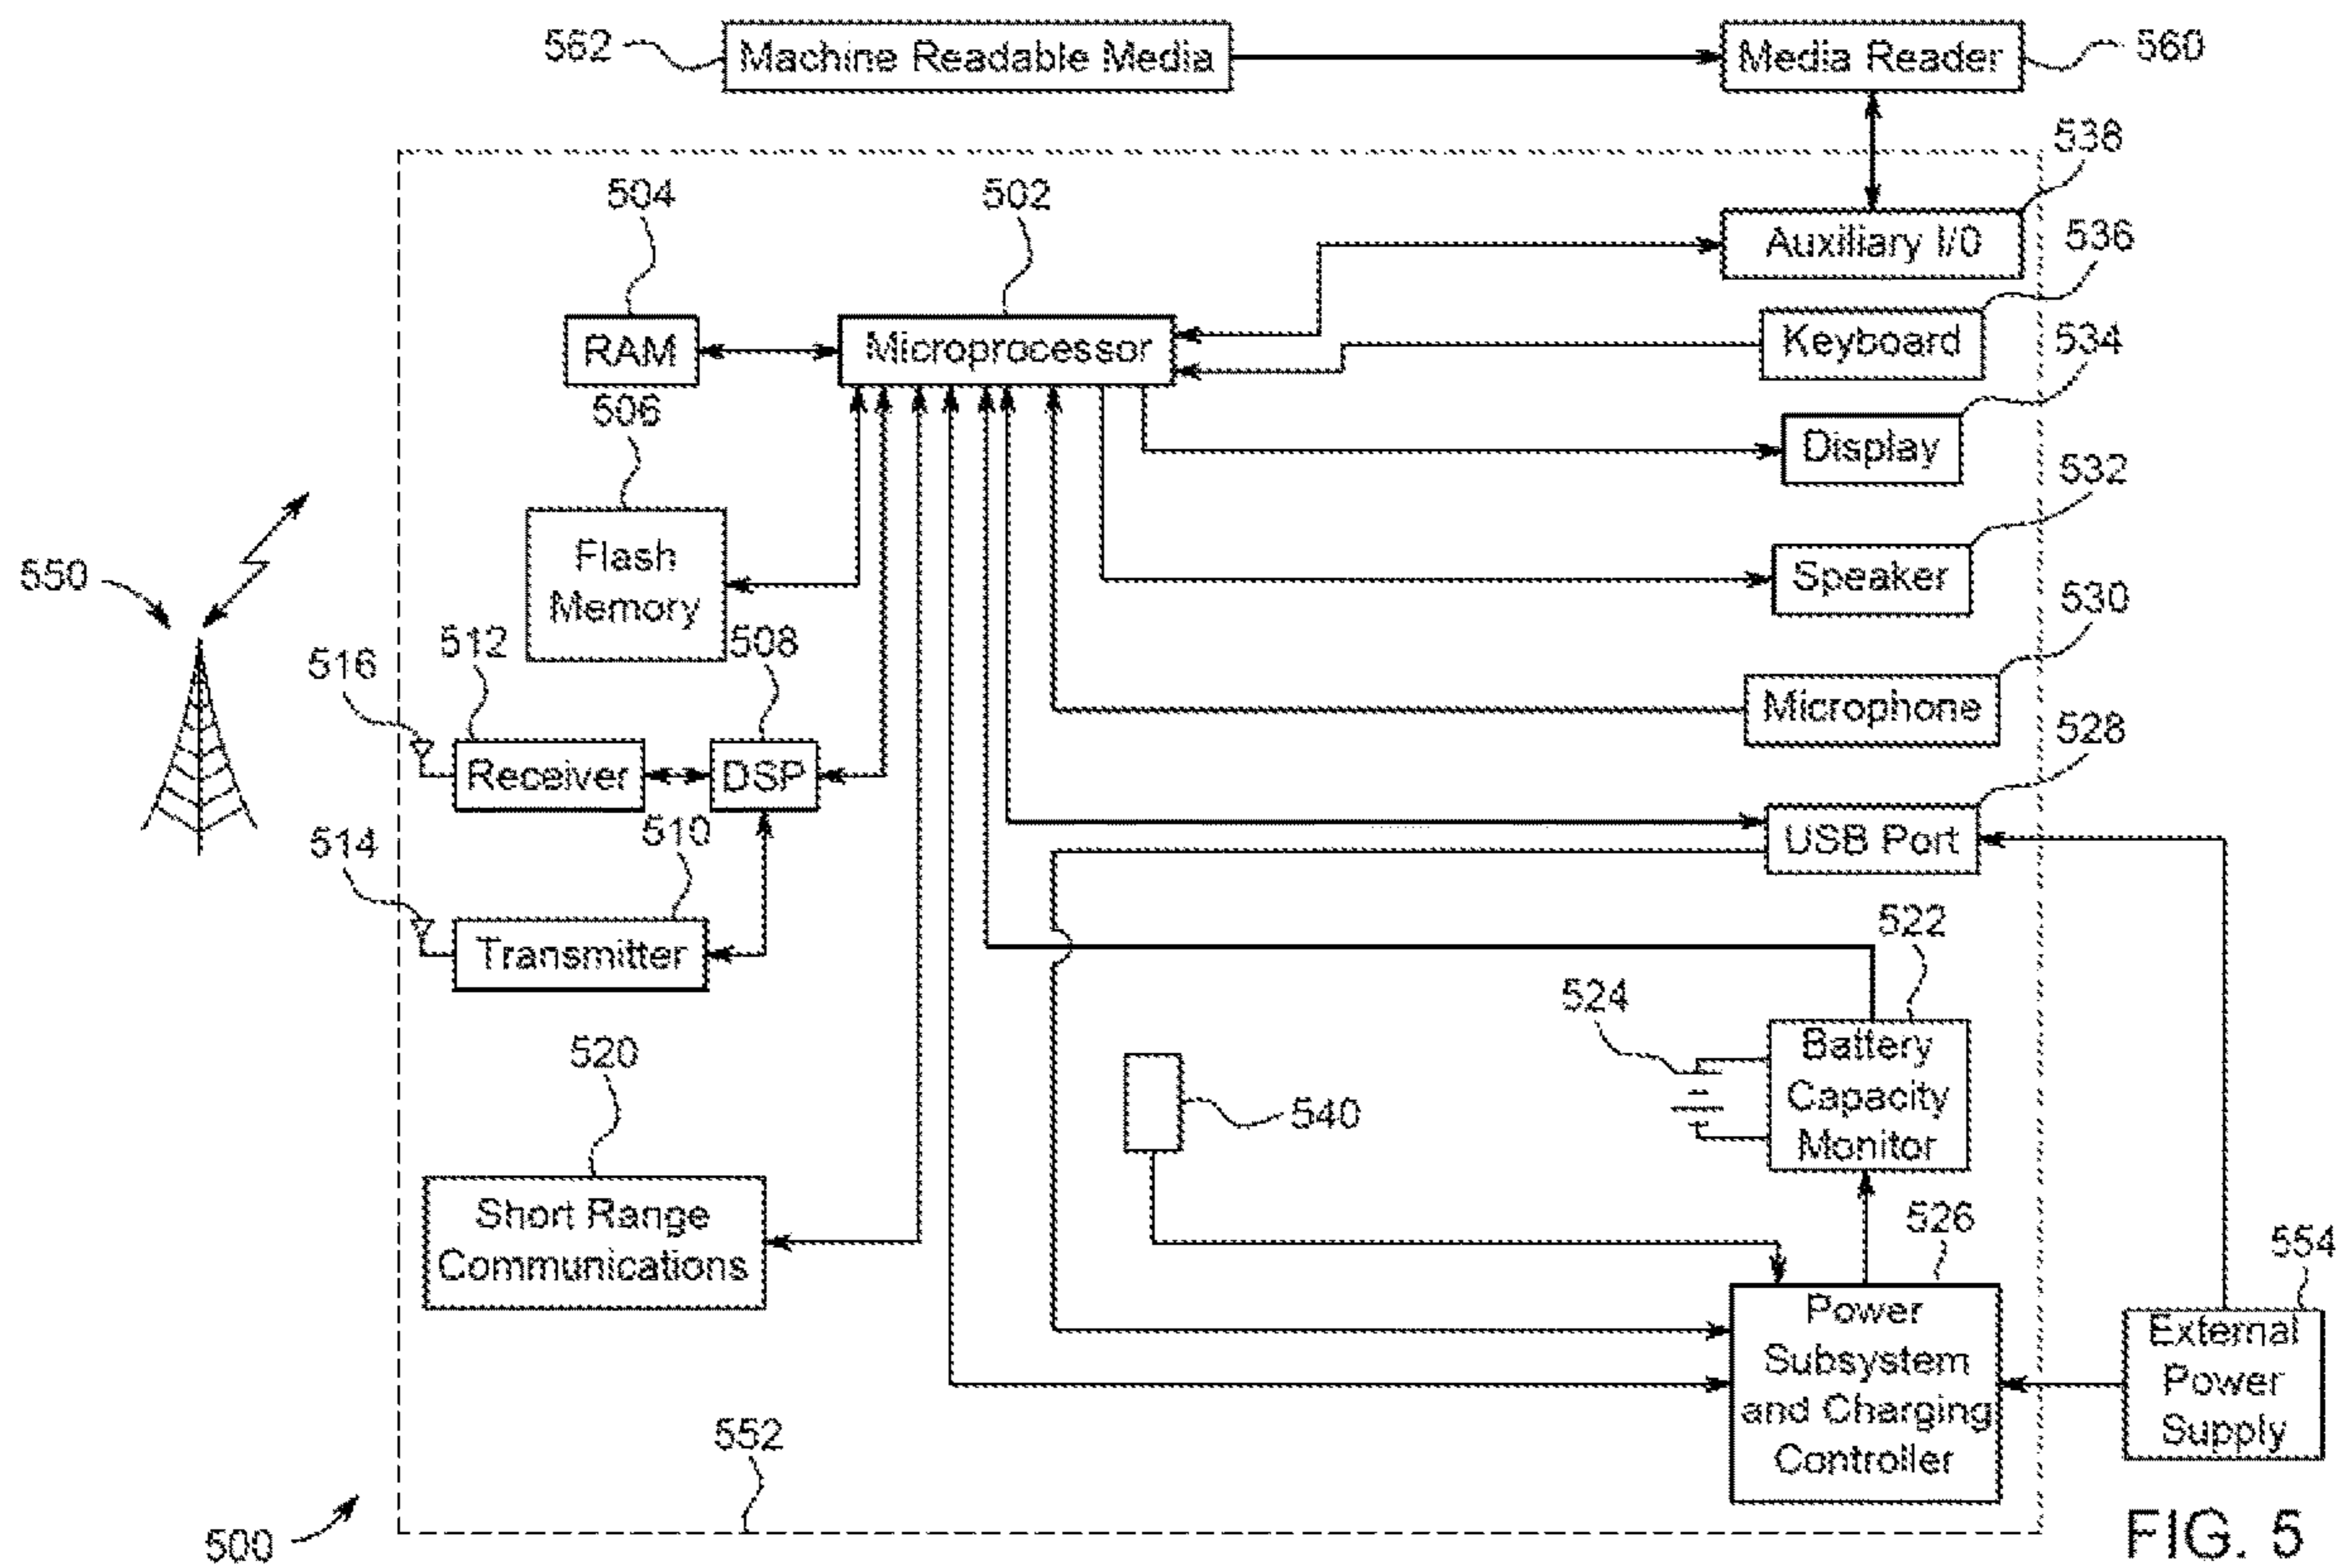 562
Machine Readable Media
Media Reader
560
538
504
502
Auxiliary I/0
536
RAM
Microprocessor
Keyboard
534
506
Display
532
Flash
Memory
550
Speaker
530
512
508
516
Microphone
528
Receiver
DSP
510
USB Port
514
522
Transmitter
524
520
Battery
Capacity
Monitor
540
Short Range
Communications
526
554
Power
Subsystem
and Charging
Controller
External
Power
Supply
552
500
FIG. 5